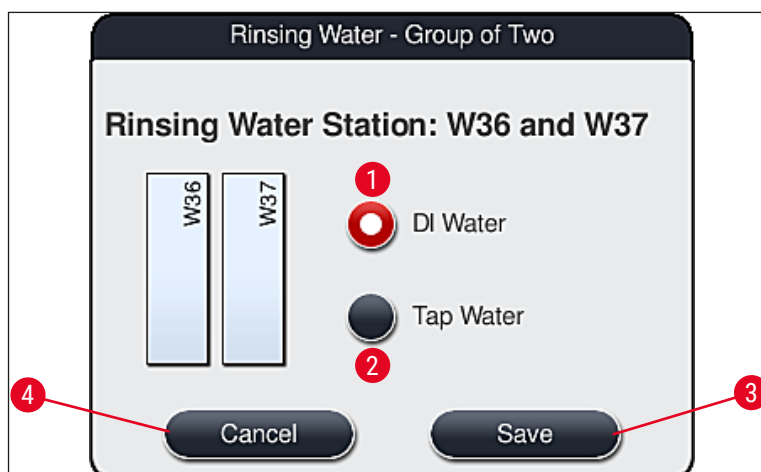 Rinsing Water - Group of Two
Rinsing Water Station: W36 and W37
W36
W37
1
DI Water
Tap Water
2
4
3
Cancel
Save